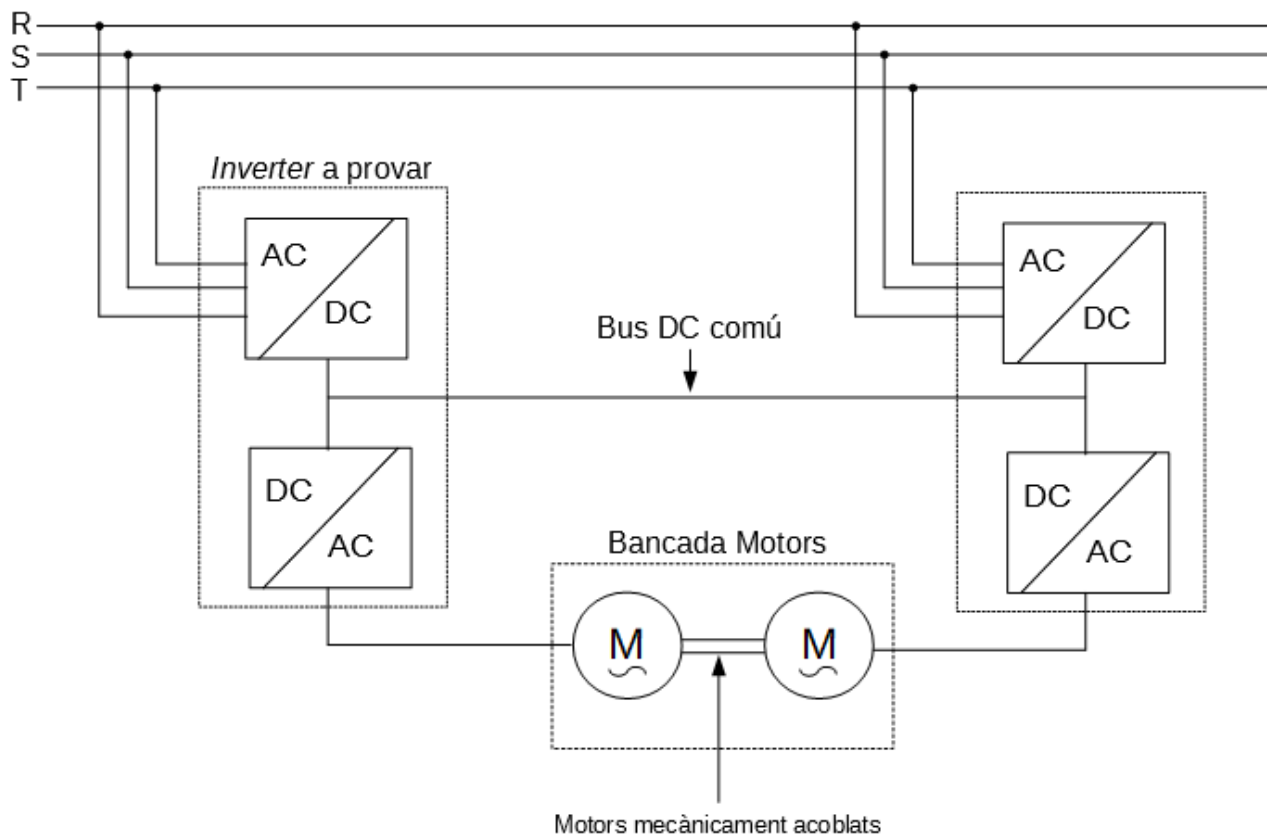 R
S
T
Inverter a provar
AC
DC
AC
DC
Bus DC comú
DC
AC
DC
AC
Bancada Motors
M
M
Motors mecànicament acoblats